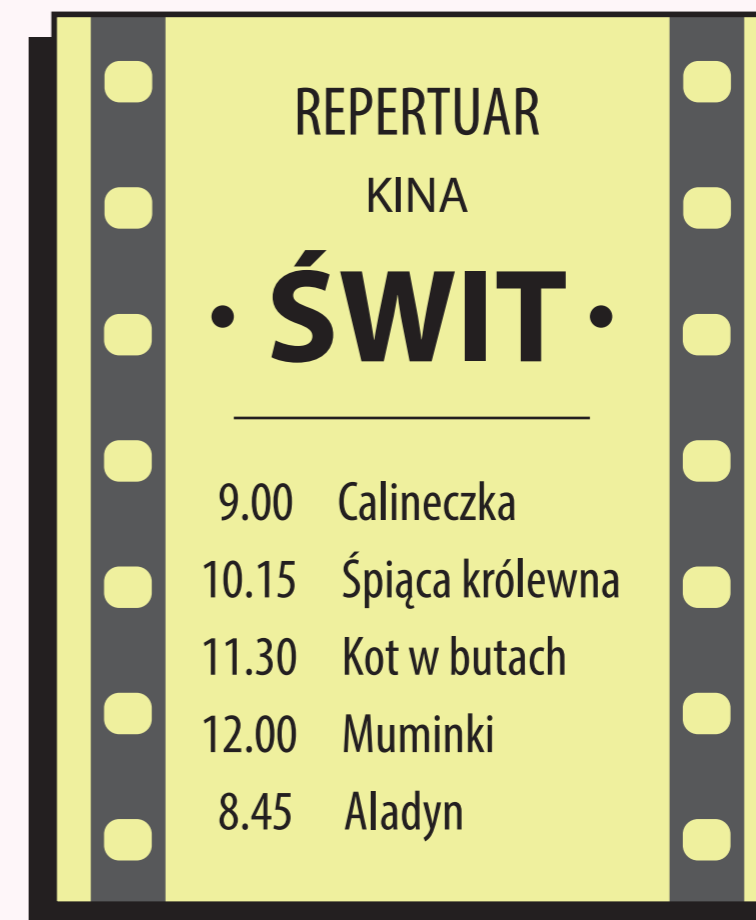 REPERTUAR
KINA
• ŚWIT •
9.00 Calineczka
10.15 Śpiąca królewna
11.30 Kot w butach
12.00 Muminki
8.45 Aladyn